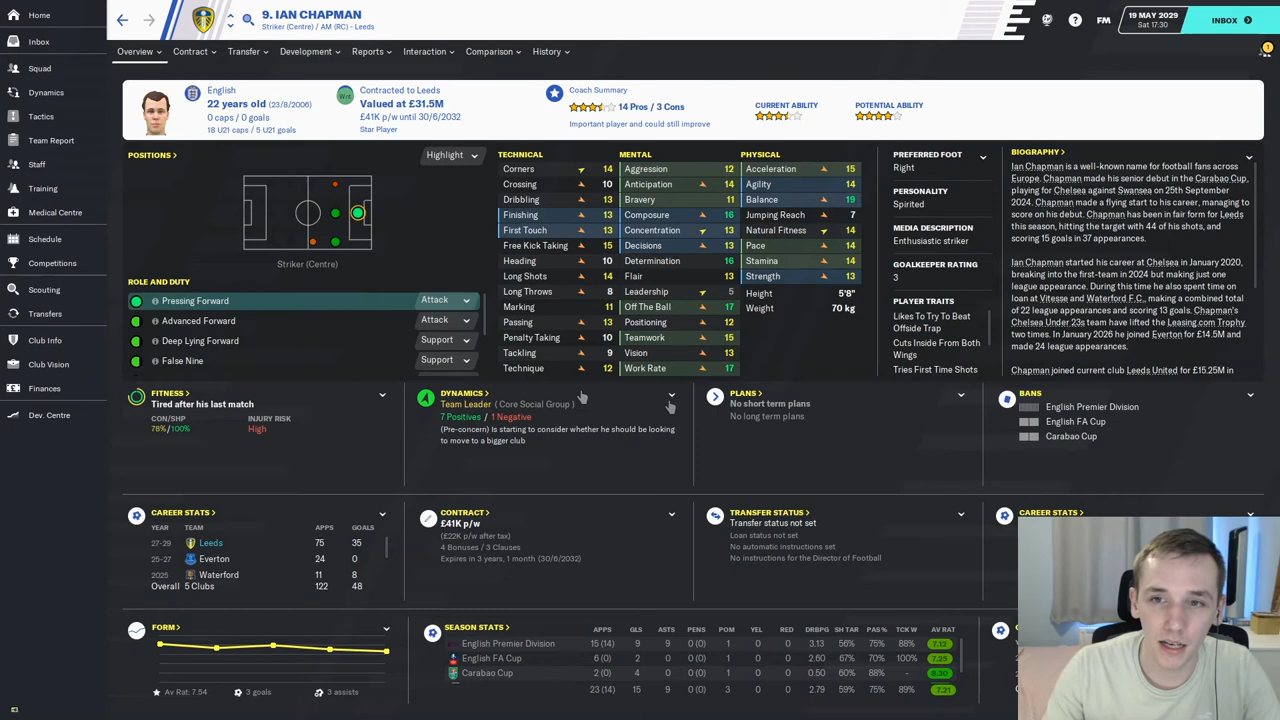 Home
Inbox
Squad
Dynamics
Tactics
Team Report
Staff
Training
Medical Centre
Schedule
Competitions
Scouting
Transfers
Club Info
Club Vision
Finances
Dev. Centre
9. IAN CHAPMAN
Striker (Centre) / AM (RC) - Leeds
FM
19 MAY 2029
Sat 17:30
INBOX
1
Overview
Contract
Transfer
Development
Reports
Interaction
Comparison
History
English
22 years old (23/8/2006)
0 caps / 0 goals
18 U21 caps / 5 U21 goals
Wnt
Contracted to Leeds
Valued at £31.5M
£41K p/w until 30/6/2032
Star Player
Coach Summary
14 Pros / 3 Cons
Important player and could still improve
CURRENT ABILITY
POTENTIAL ABILITY
POSITIONS >
Highlight
Striker (Centre)
ROLE AND DUTY
Pressing Forward Attack
Advanced Forward Attack
Deep Lying Forward Support
False Nine Support
TECHNICAL
Corners 14
Crossing 10
Dribbling 13
Finishing 13
First Touch 13
Free Kick Taking 15
Heading 10
Long Shots 14
Long Throws 8
Marking 11
Passing 13
Penalty Taking 10
Tackling 9
Technique 12
MENTAL
Aggression 12
Anticipation 14
Bravery 11
Composure 16
Concentration 13
Decisions 13
Determination 16
Flair 13
Leadership 5
Off The Ball 17
Positioning 12
Teamwork 15
Vision 13
Work Rate 17
PHYSICAL
Acceleration 15
Agility 14
Balance 19
Jumping Reach 7
Natural Fitness 14
Pace 14
Stamina 14
Strength 13
Height 5'8"
Weight 70 kg
PREFERRED FOOT
Right
PERSONALITY
Spirited
MEDIA DESCRIPTION
Enthusiastic striker
GOALKEEPER RATING
3
PLAYER TRAITS
Likes To Try To Beat
Offside Trap
Cuts Inside From Both
Wings
Tries First Time Shots
BIOGRAPHY >
Ian Chapman is a well-known name for football fans across
Europe. Chapman made his senior debut in the Carabao Cup,
playing for Chelsea against Swansea on 25th September
2024. Chapman made a flying start to his career, managing
to score on his debut. Chapman has been in fair form for Leeds
this season, hitting the target with 44 of his shots, and
scoring 15 goals in 37 appearances.
Ian Chapman started his career at Chelsea in January 2020,
breaking into the first-team in 2024 but making just one
league appearance. During this time he also spent time on
loan at Vitesse and Waterford F.C., making a combined total
of 22 league appearances and scoring 13 goals. Chapman's
Chelsea Under 23s team have lifted the Leasing.com Trophy
two times. In January 2026 he joined Everton for £14.5M and
made 24 league appearances.
Chapman joined current club Leeds United for £15.25M in
FITNESS >
Tired after his last match
CON/SHP
78%/100%
INJURY RISK
High
DYNAMICS >
Team Leader ( Core Social Group )
7 Positives / 1 Negative
(Pre-concern) Is starting to consider whether he should be looking
to move to a bigger club
PLANS >
No short term plans
No long term plans
BANS
English Premier Division
English FA Cup
Carabao Cup
CAREER STATS >
YEAR TEAM APPS GOALS
27-29 Leeds 75 35
25-27 Everton 24 0
2025 Waterford 11 8
Overall 5 Clubs 122 48
CONTRACT >
£41K p/w
(£22K p/w after tax)
4 Bonuses / 3 Clauses
Expires in 3 years, 1 month (30/6/2032)
TRANSFER STATUS >
Transfer status not set
Loan status not set
No automatic instructions set
No instructions for the Director of Football
CAREER STATS >
FORM >
Av Rat: 7.54
3 goals
3 assists
SEASON STATS >
APPS GLS ASTS PENS POM YEL RED DRBPG SH TAR PAS% TCK W AV RAT
English Premier Division 15 (14) 9 9 0 (0) 1 0 0 3.13 56% 75% 88% 7.12
English FA Cup 6 (0) 2 0 0 (0) 1 0 0 2.60 67% 70% 100% 7.25
Carabao Cup 2 (0) 4 0 0 (0) 1 0 0 0.50 60% 88% - 8.30
23 (14) 15 9 0 (0) 3 0 0 2.79 59% 75% 89% 7.21